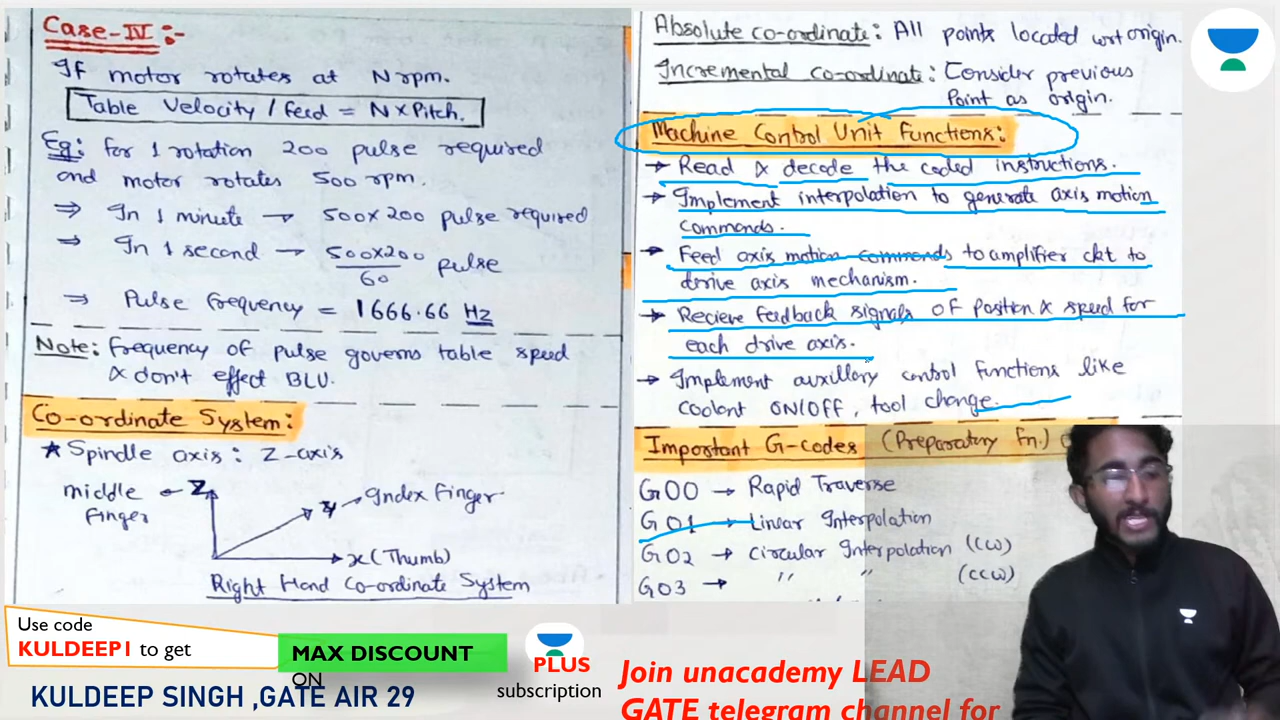 Case-IV :-
If motor rotates at N rpm.
Table Velocity / feed = N x Pitch.
Eg: for 1 rotation 200 pulse required
and motor rotates 500 rpm.
⇒ In 1 minute → 500 x 200 pulse required
⇒ In 1 second → 500x200/60 pulse
⇒ Pulse frequency = 1666.66 Hz
Note: frequency of pulse governs table speed
& don't effect BLU.
Co-ordinate System:
★ Spindle axis: Z-axis
middle finger
Z
y
Index finger
x (Thumb)
Right Hand Co-ordinate System
Absolute co-ordinate: All points located wrt origin.
Incremental co-ordinate: Consider previous
Point as origin.
Machine Control Unit Functions:
→ Read & decode the coded instructions.
→ Implement interpolation to generate axis motion
commands.
→ Feed axis motion commands to amplifier ckt to
drive axis mechanism.
→ Recieve feedback signals of Position & speed for
each drive axis.
→ Implement auxillary control functions like
coolant ON/OFF, tool change.
Important G-codes (Preparatory Fn.)
G00 → Rapid Traverse
G01 → Linear Interpolation
G02 → Circular Interpolation (CW)
G03 → " " (CCW)
Use code
KULDEEP1 to get
MAX DISCOUNT
ON
PLUS
subscription
KULDEEP SINGH ,GATE AIR 29
Join unacademy LEAD
GATE telegram channel for